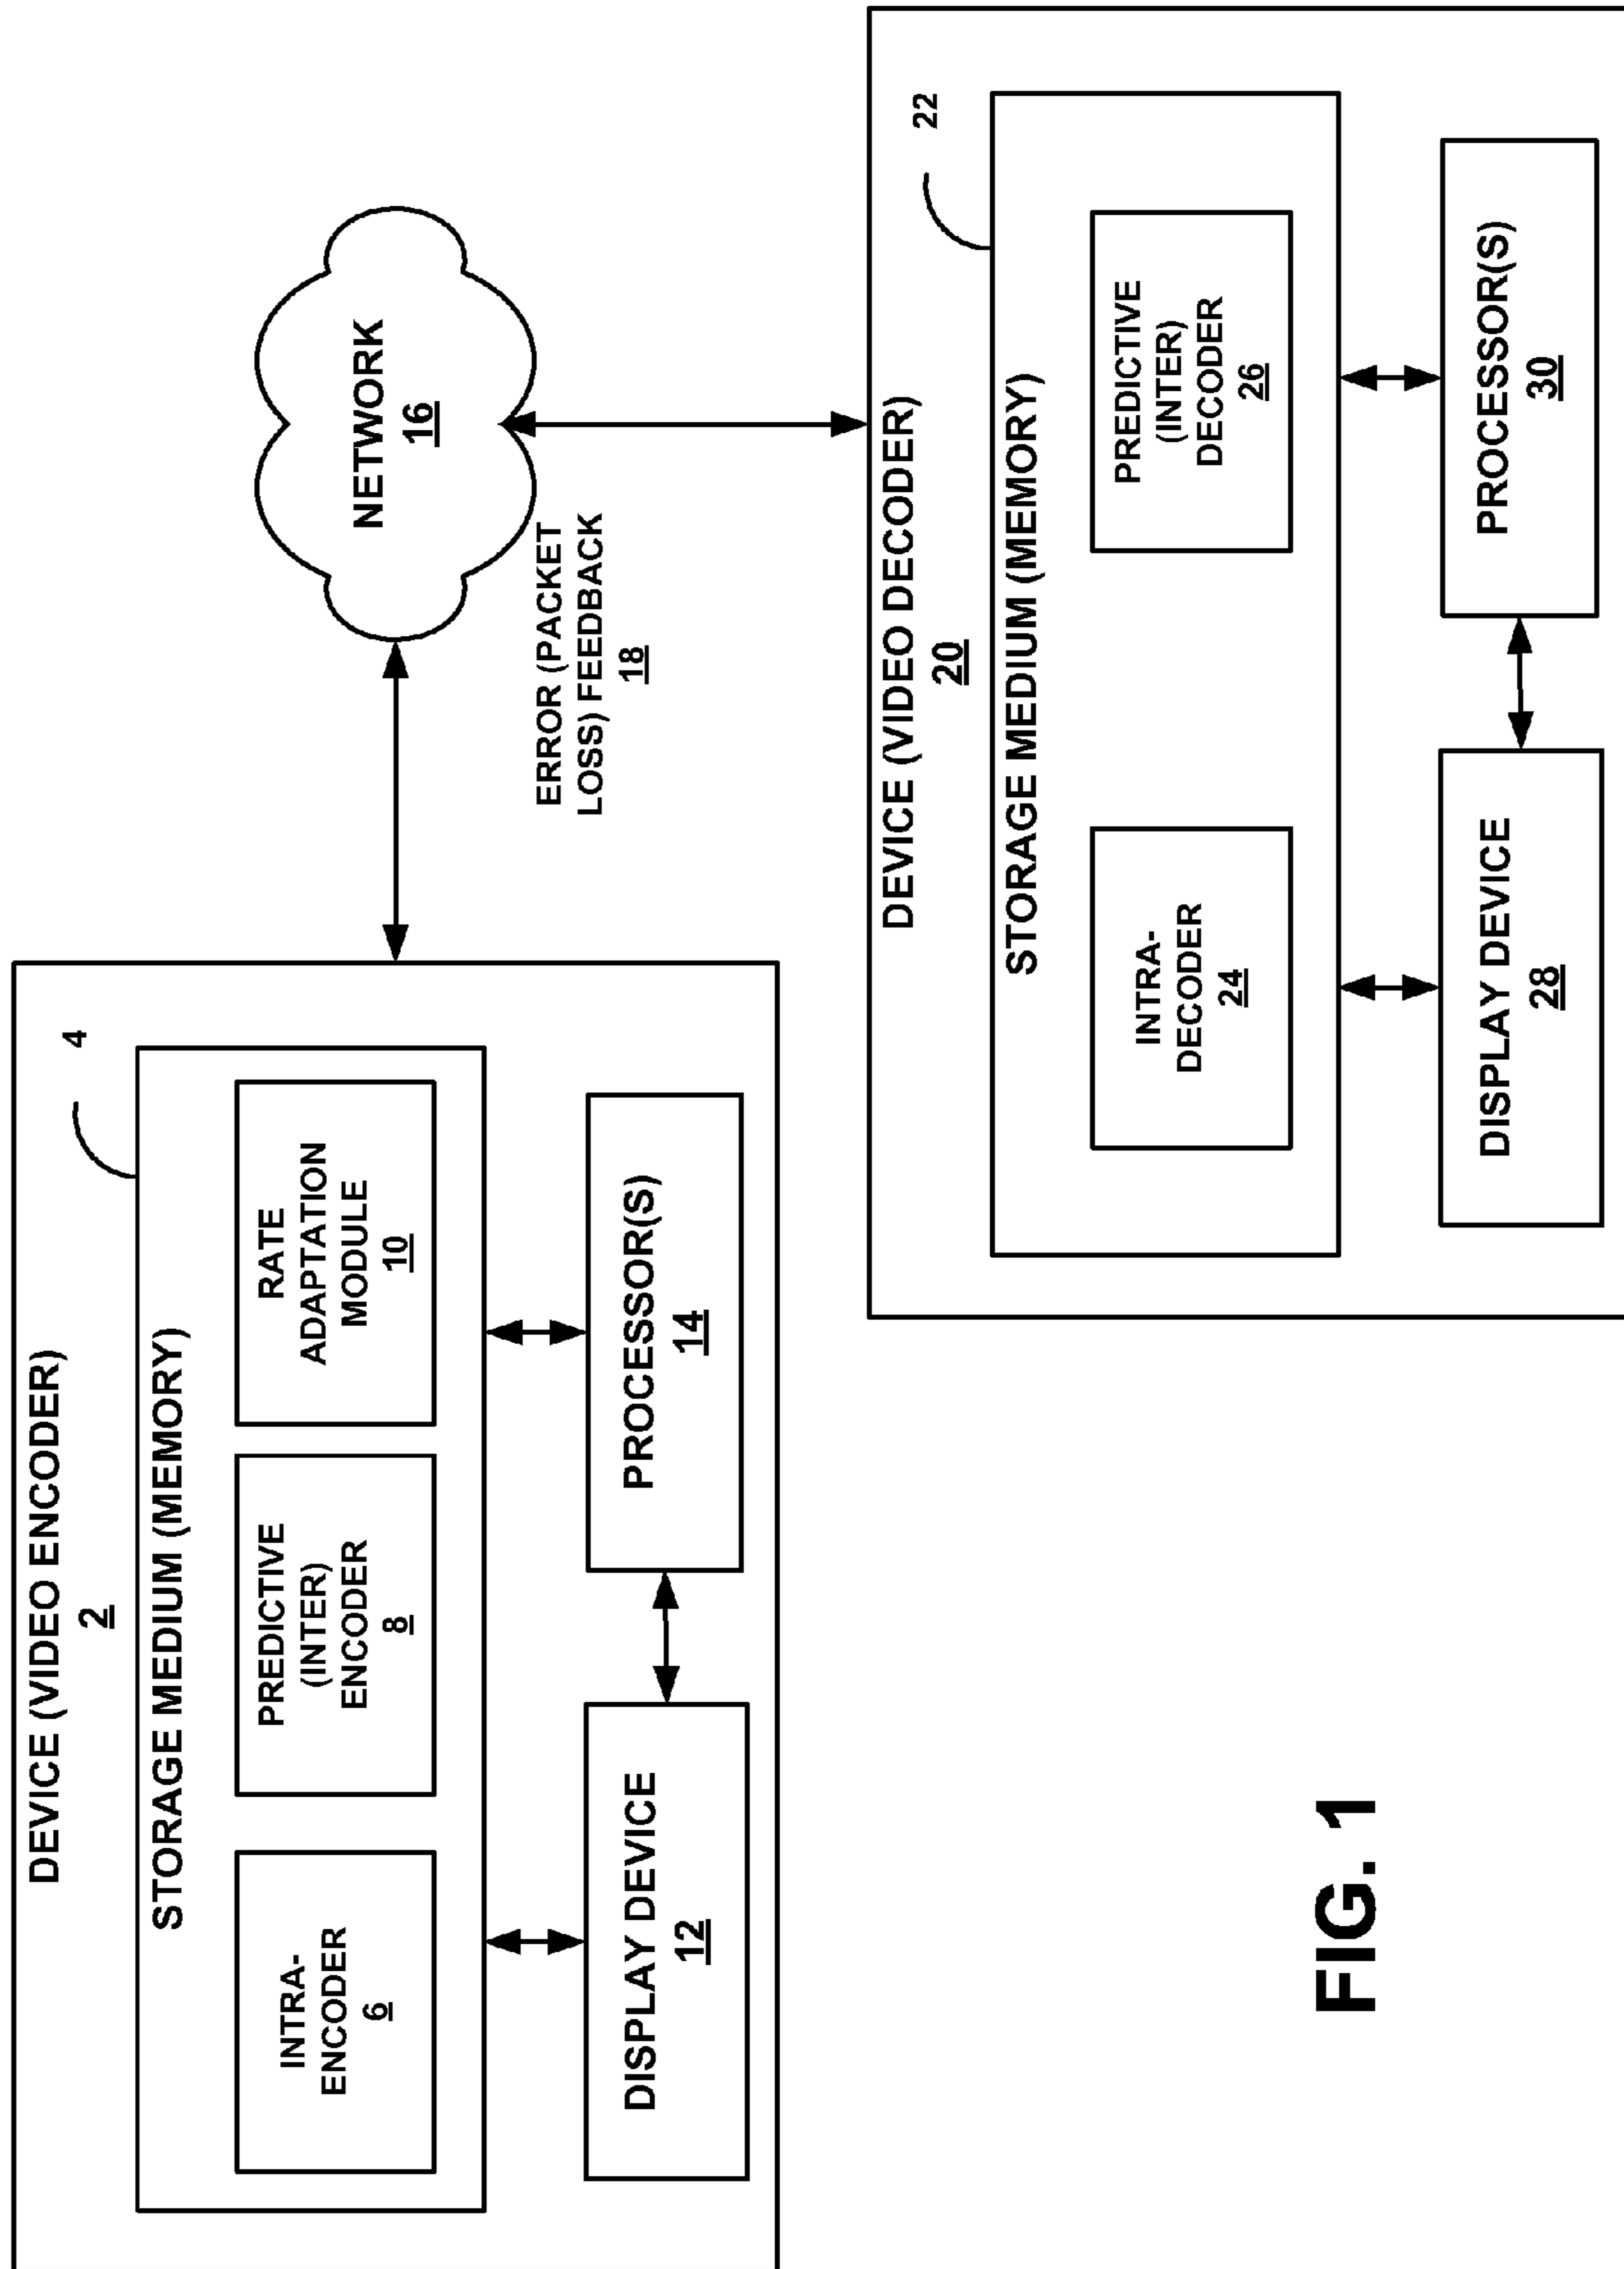 DEVICE (VIDEO ENCODER)
2
4
STORAGE MEDIUM (MEMORY)
INTRA-
ENCODER
6
PREDICTIVE
(INTER)
ENCODER
8
RATE
ADAPTATION
MODULE
10
DISPLAY DEVICE
12
PROCESSOR(S)
14
NETWORK
16
ERROR (PACKET
LOSS) FEEDBACK
18
DEVICE (VIDEO DECODER)
20
22
STORAGE MEDIUM (MEMORY)
INTRA-
DECODER
24
PREDICTIVE
(INTER)
DECODER
26
DISPLAY DEVICE
28
PROCESSOR(S)
30
FIG. 1